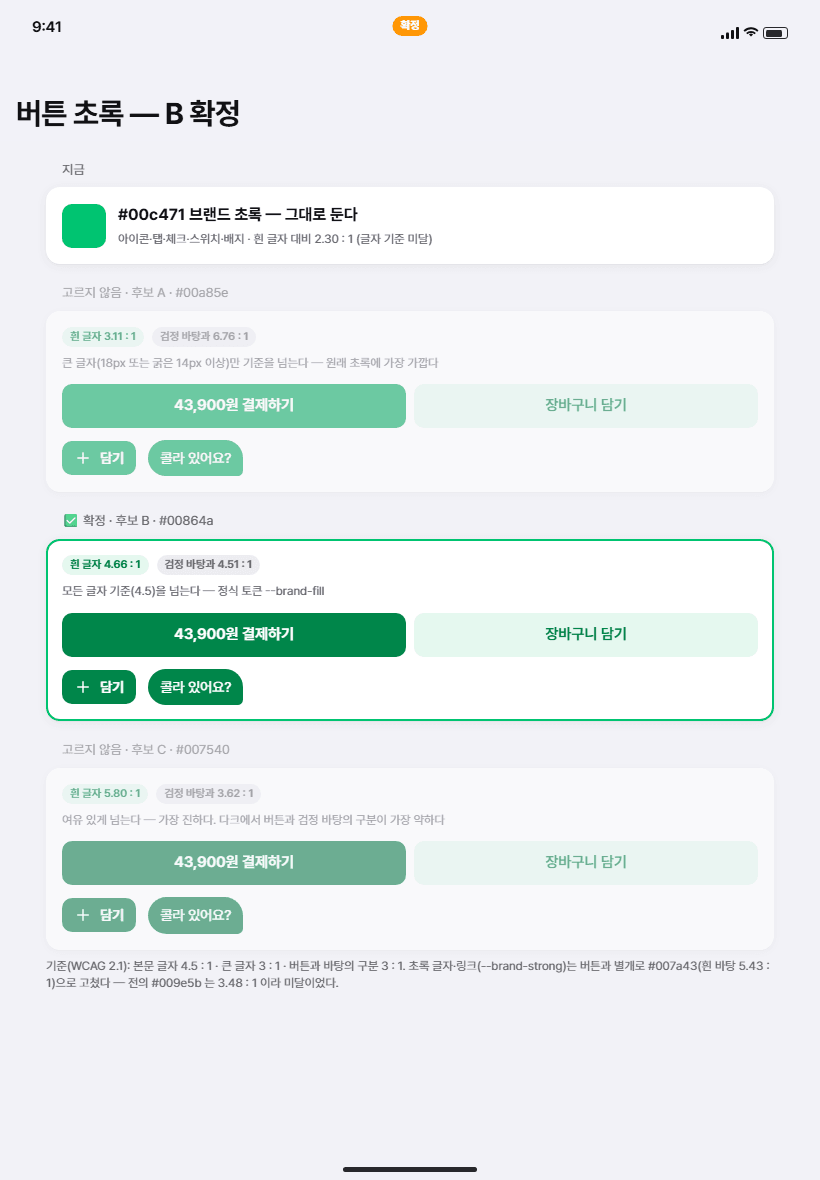 9:41
확정
버튼 초록 — B 확정
지금
#00c471 브랜드 초록 — 그대로 둔다
아이콘·탭·체크·스위치·배지 · 흰 글자 대비 2.30 : 1 (글자 기준 미달)
고르지 않음 · 후보 A · #00a85e
흰 글자 3.11 : 1 검정 바탕과 6.76 : 1
큰 글자(18px 또는 굵은 14px 이상)만 기준을 넘는다 — 원래 초록에 가장 가깝다
43,900원 결제하기 장바구니 담기
+ 담기 콜라 있어요?
✅ 확정 · 후보 B · #00864a
흰 글자 4.66 : 1 검정 바탕과 4.51 : 1
모든 글자 기준(4.5)을 넘는다 — 정식 토큰 --brand-fill
43,900원 결제하기 장바구니 담기
+ 담기 콜라 있어요?
고르지 않음 · 후보 C · #007540
흰 글자 5.80 : 1 검정 바탕과 3.62 : 1
여유 있게 넘는다 — 가장 진하다. 다크에서 버튼과 검정 바탕의 구분이 가장 약하다
43,900원 결제하기 장바구니 담기
+ 담기 콜라 있어요?
기준(WCAG 2.1): 본문 글자 4.5 : 1 · 큰 글자 3 : 1 · 버튼과 바탕의 구분 3 : 1. 초록 글자·링크(--brand-strong)는 버튼과 별개로 #007a43(흰 바탕 5.43 :
1)으로 고쳤다 — 전의 #009e5b 는 3.48 : 1 이라 미달이었다.